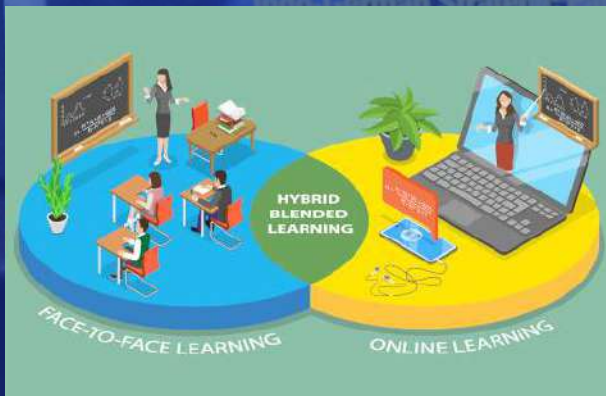 HYBRID
BLENDED
LEARNING
FACE-TO-FACE LEARNING
ONLINE LEARNING